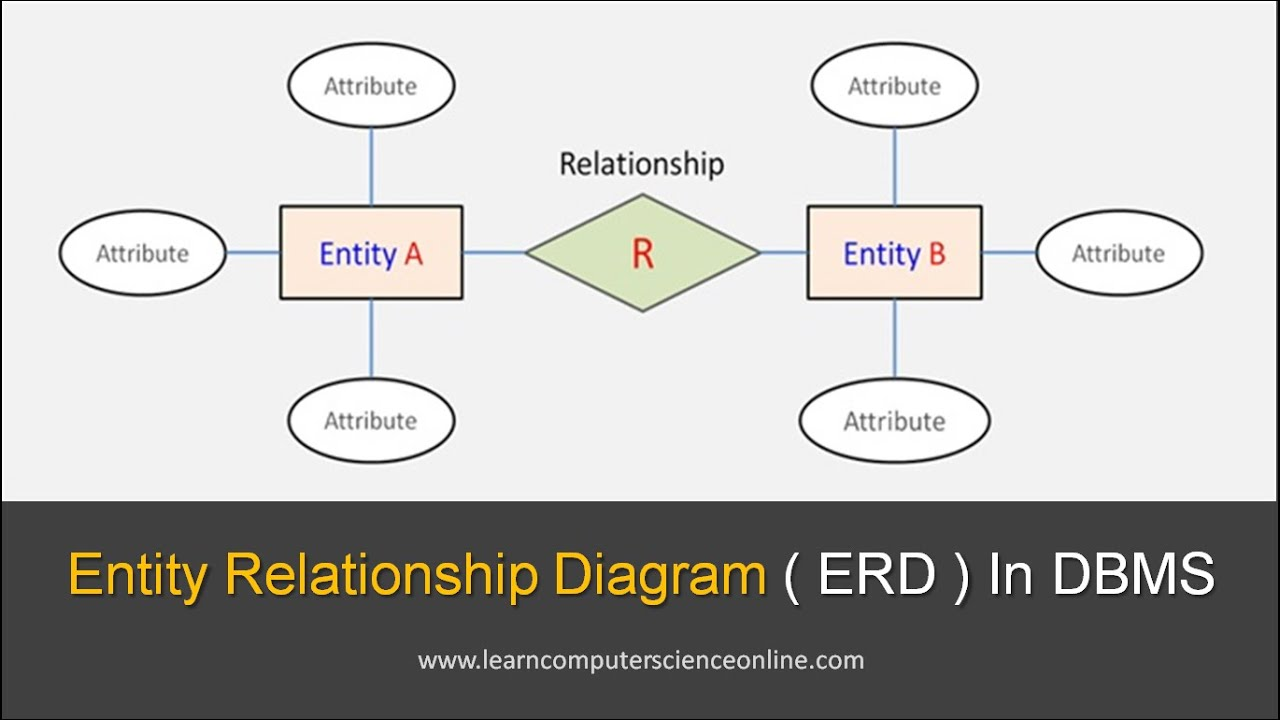 Attribute
Attribute
Relationship
Attribute
Entity A
R
Entity B
Attribute
Attribute
Attribute
Entity Relationship Diagram ( ERD ) In DBMS
www.learncomputerscienceonline.com